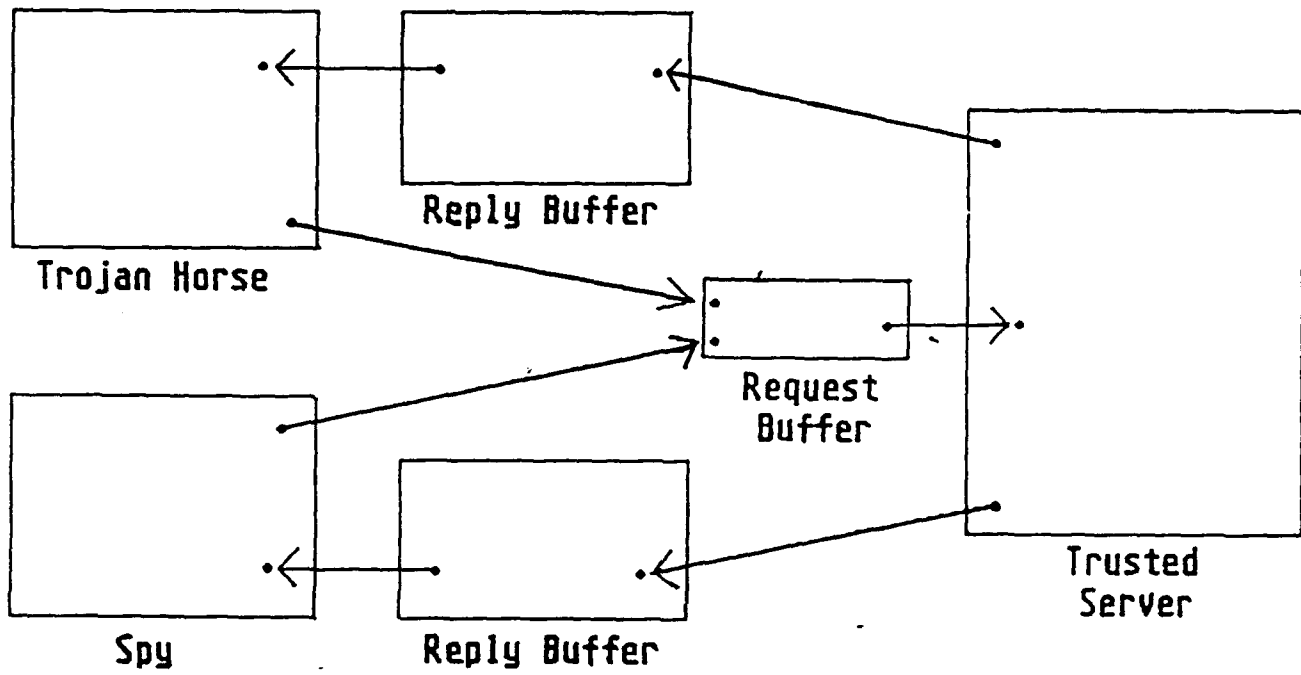 Reply Buffer
Trojan Horse
Request
Buffer
Trusted
Server
Spy
Reply Buffer